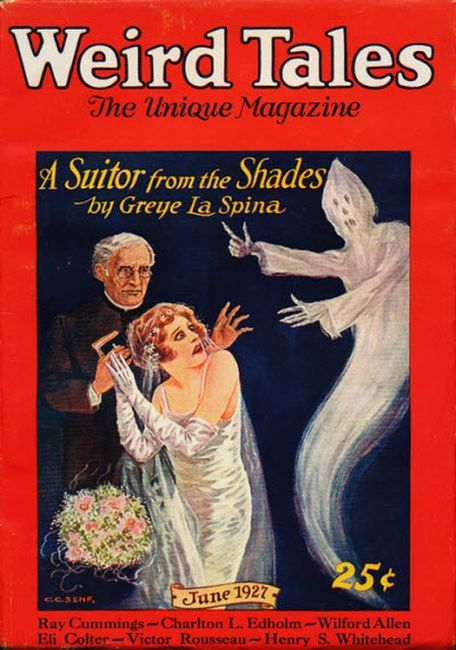 Weird Tales
The Unique Magazine
A Suitor from the Shades
by Greye La Spina
C.C.SENF.
June 1927
25¢
Ray Cummings ~ Charlton L. Edholm ~ Wilford Allen
Eli Colter ~ Victor Rousseau ~ Henry S. Whitehead